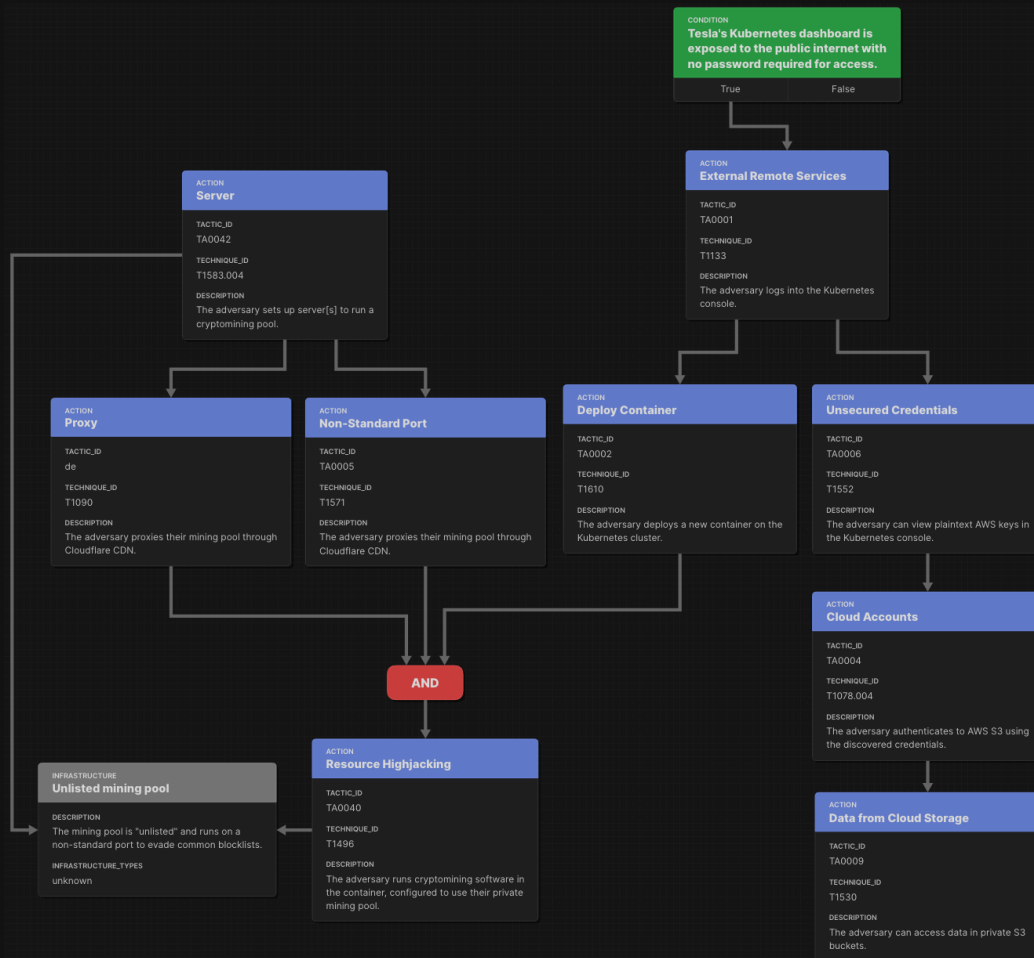 CONDITION
Tesla's Kubernetes dashboard is
exposed to the public internet with
no password required for access.
True
False
ACTION
External Remote Services
TACTIC_ID
TA0001
TECHNIQUE_ID
T1133
DESCRIPTION
The adversary logs into the Kubernetes
console.
ACTION
Server
TACTIC_ID
TA0042
TECHNIQUE_ID
T1583.004
DESCRIPTION
The adversary sets up server[s] to run a
cryptomining pool.
ACTION
Proxy
TACTIC_ID
de
TECHNIQUE_ID
T1090
DESCRIPTION
The adversary proxies their mining pool through
Cloudflare CDN.
ACTION
Non-Standard Port
TACTIC_ID
TA0005
TECHNIQUE_ID
T1571
DESCRIPTION
The adversary proxies their mining pool through
Cloudflare CDN.
ACTION
Deploy Container
TACTIC_ID
TA0002
TECHNIQUE_ID
T1610
DESCRIPTION
The adversary deploys a new container on the
Kubernetes cluster.
ACTION
Unsecured Credentials
TACTIC_ID
TA0006
TECHNIQUE_ID
T1552
DESCRIPTION
The adversary can view plaintext AWS keys in
the Kubernetes console.
ACTION
Cloud Accounts
TACTIC_ID
TA0004
TECHNIQUE_ID
T1078.004
DESCRIPTION
The adversary authenticates to AWS S3 using
the discovered credentials.
AND
ACTION
Resource Highjacking
TACTIC_ID
TA0040
TECHNIQUE_ID
T1496
DESCRIPTION
The adversary runs cryptomining software in
the container, configured to use their private
mining pool.
INFRASTRUCTURE
Unlisted mining pool
DESCRIPTION
The mining pool is "unlisted" and runs on a
non-standard port to evade common blocklists.
INFRASTRUCTURE_TYPES
unknown
ACTION
Data from Cloud Storage
TACTIC_ID
TA0009
TECHNIQUE_ID
T1530
DESCRIPTION
The adversary can access data in private S3
buckets.